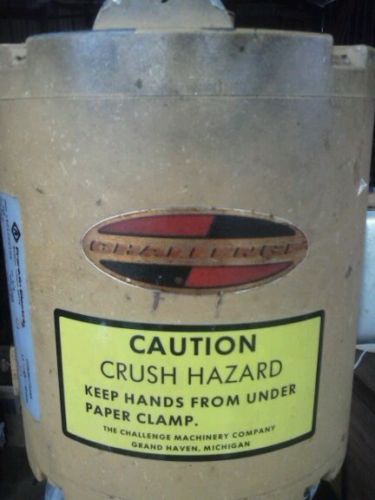 CHALLENGE
CAUTION
CRUSH HAZARD
KEEP HANDS FROM UNDER
PAPER CLAMP.
THE CHALLENGE MACHINERY COMPANY
GRAND HAVEN, MICHIGAN